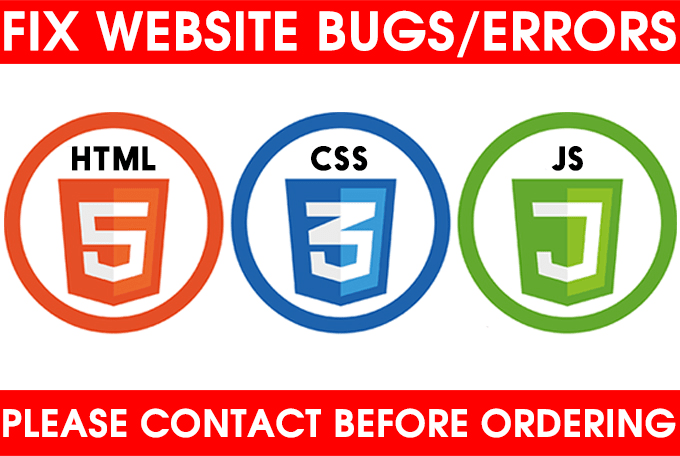 FIX WEBSITE BUGS/ERRORS
HTML CSS JS
5 3 J
PLEASE CONTACT BEFORE ORDERING